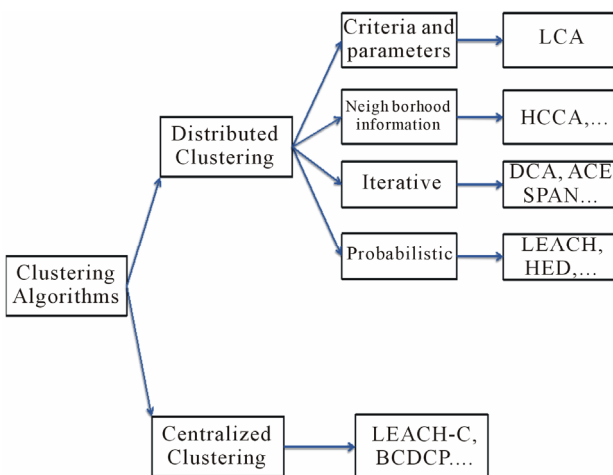 Criteria and
parameters
LCA
Neigh borhood
information
HCCA,...
Distributed
Clustering
Iterative
DCA, ACE
SPAN...
Probabilistic
LEACH,
HED,...
Clustering
Algorithms
Centralized
Clustering
LEACH-C,
BCDCP....